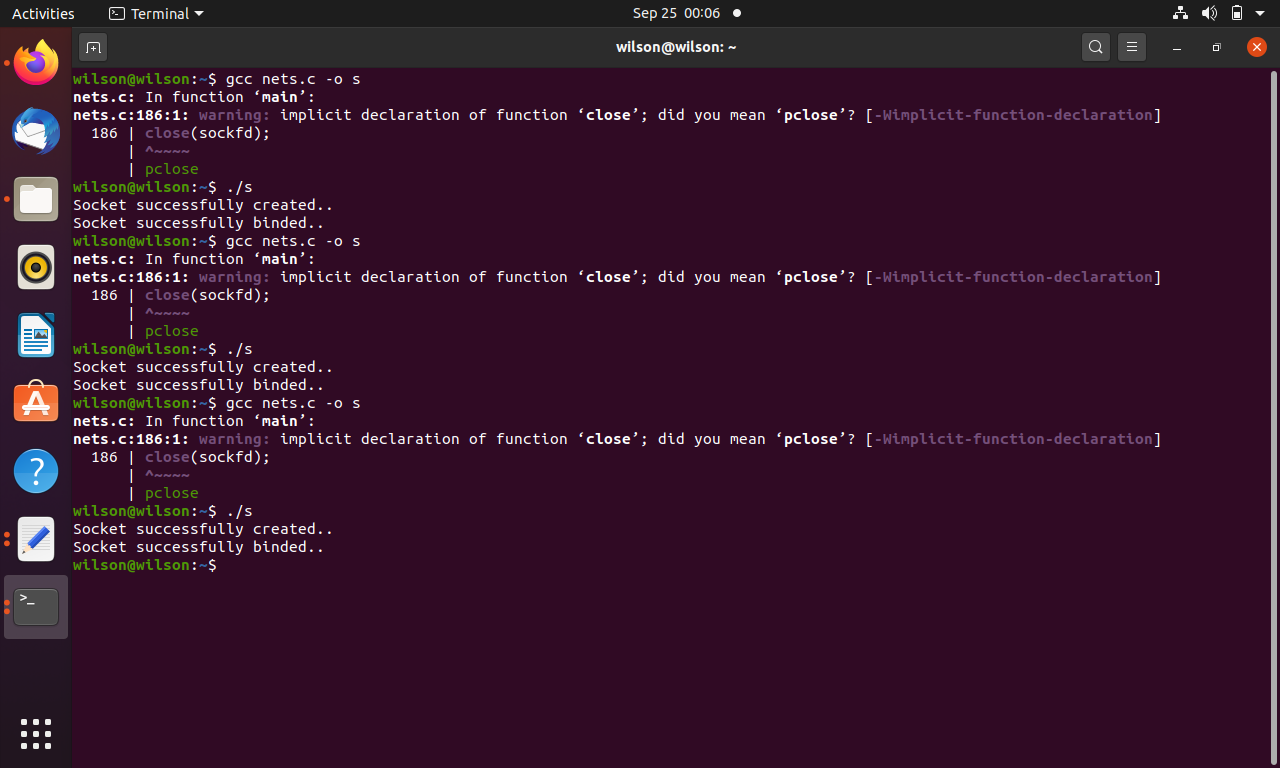 Activities
Terminal
Sep 25 00:06
wilson@wilson: ~
wilson@wilson:~$ gcc nets.c -o s
nets.c: In function ‘main’:
nets.c:186:1: warning: implicit declaration of function ‘close’; did you mean ‘pclose’? [-Wimplicit-function-declaration]
186 | close(sockfd);
| ^~~~~
| pclose
wilson@wilson:~$ ./s
Socket successfully created..
Socket successfully binded..
wilson@wilson:~$ gcc nets.c -o s
nets.c: In function ‘main’:
nets.c:186:1: warning: implicit declaration of function ‘close’; did you mean ‘pclose’? [-Wimplicit-function-declaration]
186 | close(sockfd);
| ^~~~~
| pclose
wilson@wilson:~$ ./s
Socket successfully created..
Socket successfully binded..
wilson@wilson:~$ gcc nets.c -o s
nets.c: In function ‘main’:
nets.c:186:1: warning: implicit declaration of function ‘close’; did you mean ‘pclose’? [-Wimplicit-function-declaration]
186 | close(sockfd);
| ^~~~~
| pclose
wilson@wilson:~$ ./s
Socket successfully created..
Socket successfully binded..
wilson@wilson:~$